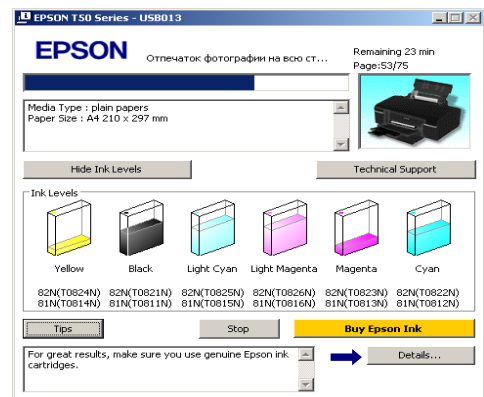 EPSON T50 Series - USB013
EPSON
Отпечаток фотографии на всю ст...
Remaining 23 min
Page:53/75
Media Type : plain papers
Paper Size : A4 210 x 297 mm
Hide Ink Levels
Technical Support
Ink Levels
Yellow Black Light Cyan Light Magenta Magenta Cyan
82N(T0824N) 82N(T0821N) 82N(T0825N) 82N(T0826N) 82N(T0823N) 82N(T0822N)
81N(T0814N) 81N(T0811N) 81N(T0815N) 81N(T0816N) 81N(T0813N) 81N(T0812N)
Tips
Stop
Buy Epson Ink
For great results, make sure you use genuine Epson ink
cartridges.
Details...